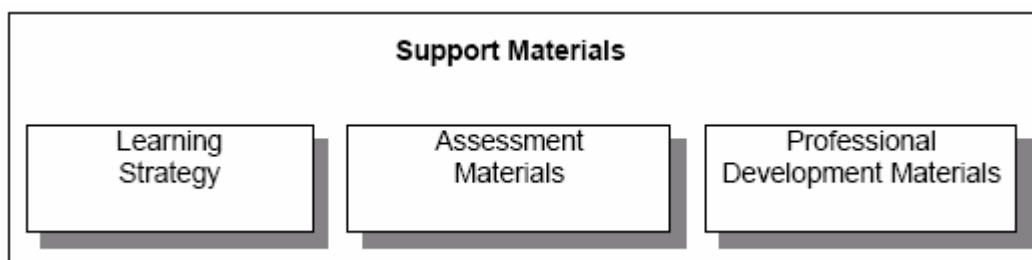 Support Materials
Learning
Strategy
Assessment
Materials
Professional
Development Materials